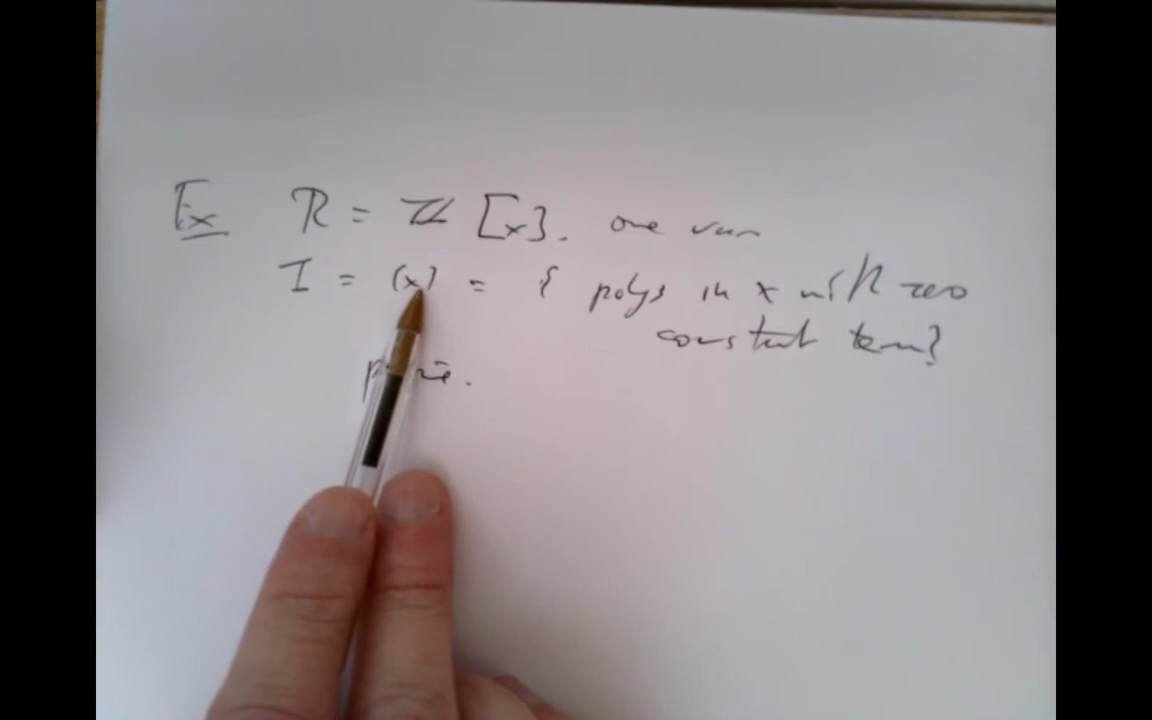 Ex R = ℤ [x]. one var
I = (x) = { polys in x with zero
constant term}